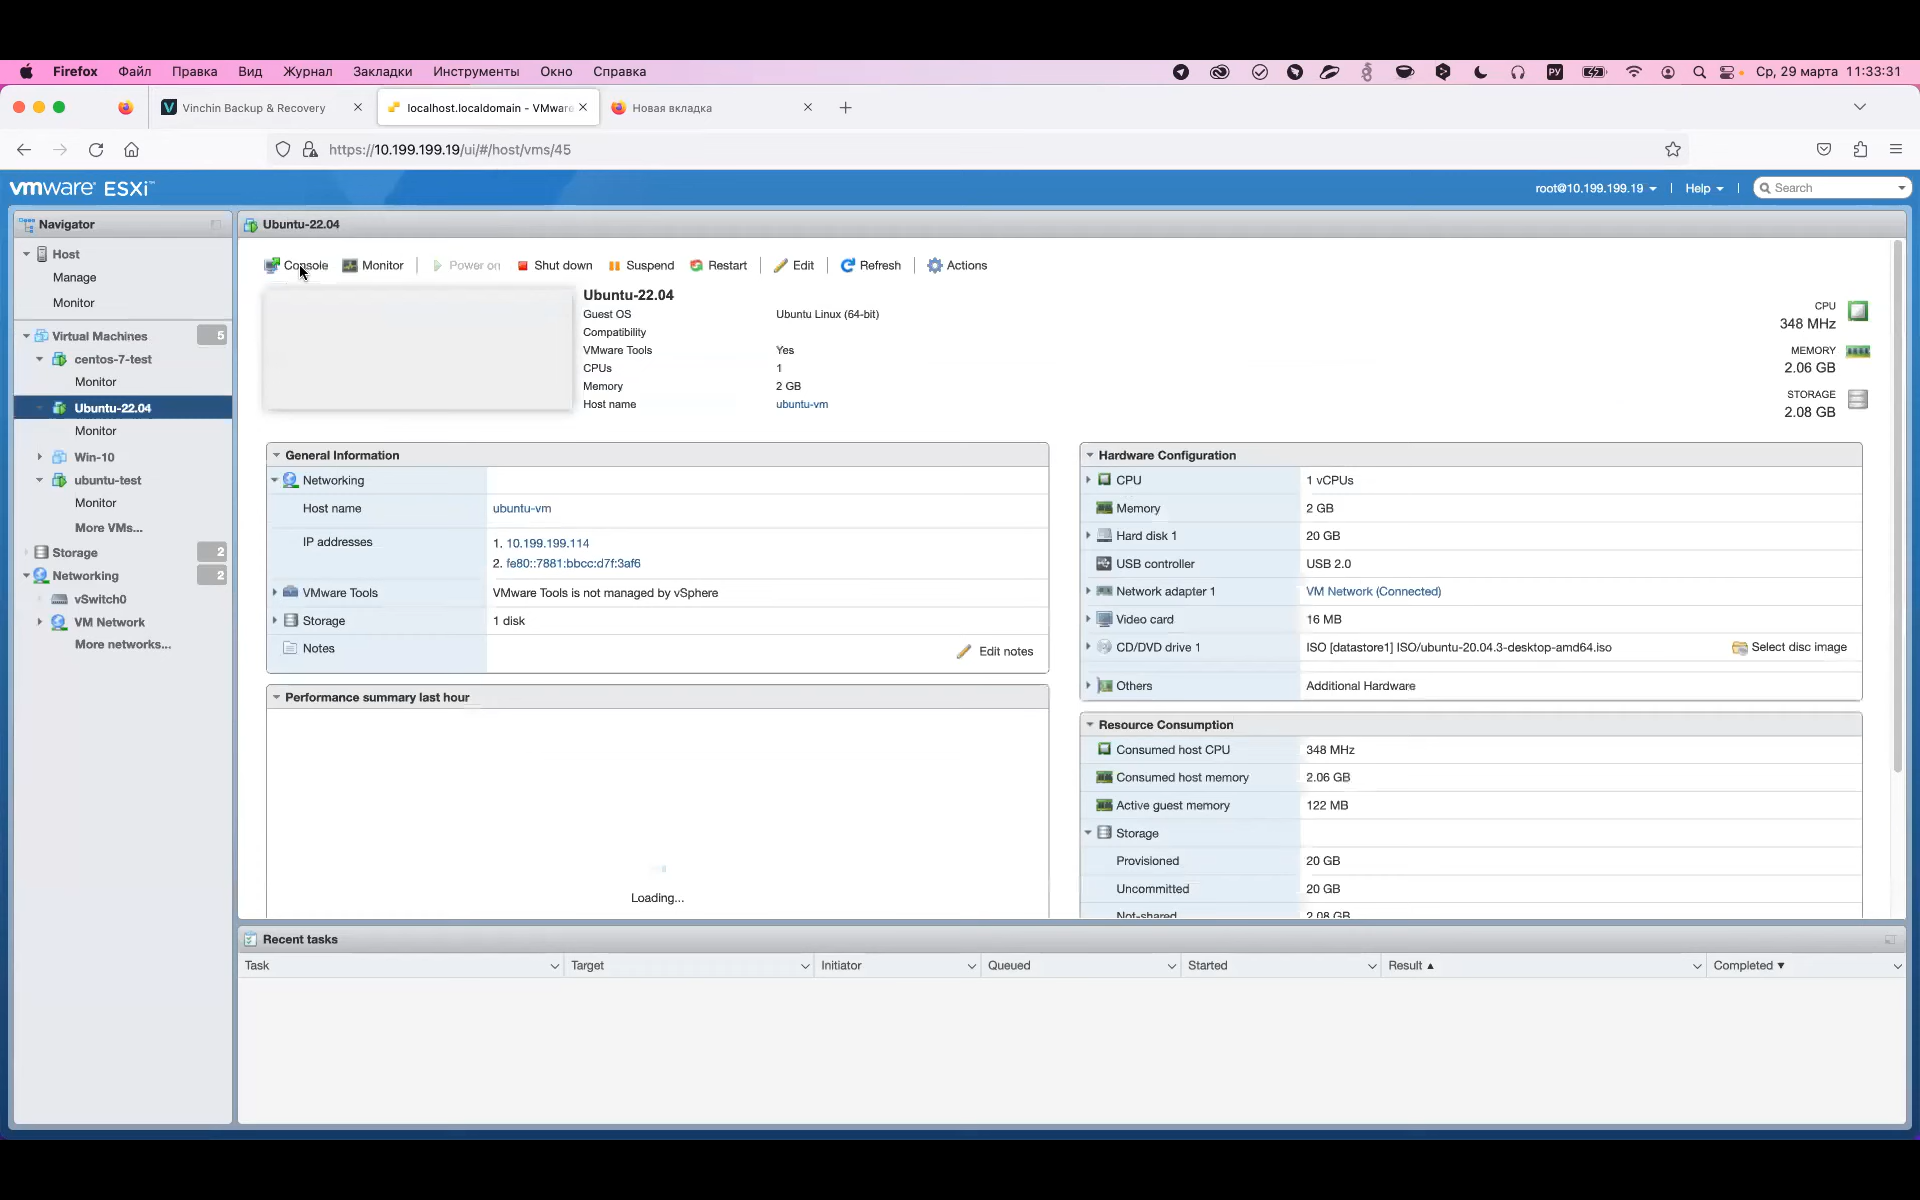 Firefox Файл Правка Вид Журнал Закладки Инструменты Окно Справка РУ Ср, 29 марта 11:33:31
Vinchin Backup & Recovery localhost.localdomain - VMware Новая вкладка
https://10.199.199.19/ui/#/host/vms/45
vmware ESXi root@10.199.199.19 Help Search
Navigator
Host
Manage
Monitor
Virtual Machines 5
centos-7-test
Monitor
Ubuntu-22.04
Monitor
Win-10
ubuntu-test
Monitor
More VMs...
Storage 2
Networking 2
vSwitch0
VM Network
More networks...
Ubuntu-22.04
Console Monitor Power on Shut down Suspend Restart Edit Refresh Actions
Ubuntu-22.04
Guest OS Ubuntu Linux (64-bit)
Compatibility
VMware Tools Yes
CPUs 1
Memory 2 GB
Host name ubuntu-vm
CPU
348 MHz
MEMORY
2.06 GB
STORAGE
2.08 GB
General Information
Networking
Host name ubuntu-vm
IP addresses 1. 10.199.199.114
2. fe80::7881:bbcc:d7f:3af6
VMware Tools VMware Tools is not managed by vSphere
Storage 1 disk
Notes Edit notes
Performance summary last hour
Loading...
Hardware Configuration
CPU 1 vCPUs
Memory 2 GB
Hard disk 1 20 GB
USB controller USB 2.0
Network adapter 1 VM Network (Connected)
Video card 16 MB
CD/DVD drive 1 ISO [datastore1] ISO/ubuntu-20.04.3-desktop-amd64.iso Select disc image
Others Additional Hardware
Resource Consumption
Consumed host CPU 348 MHz
Consumed host memory 2.06 GB
Active guest memory 122 MB
Storage
Provisioned 20 GB
Uncommitted 20 GB
Not-shared 2.08 GB
Recent tasks
Task Target Initiator Queued Started Result ▲ Completed ▼